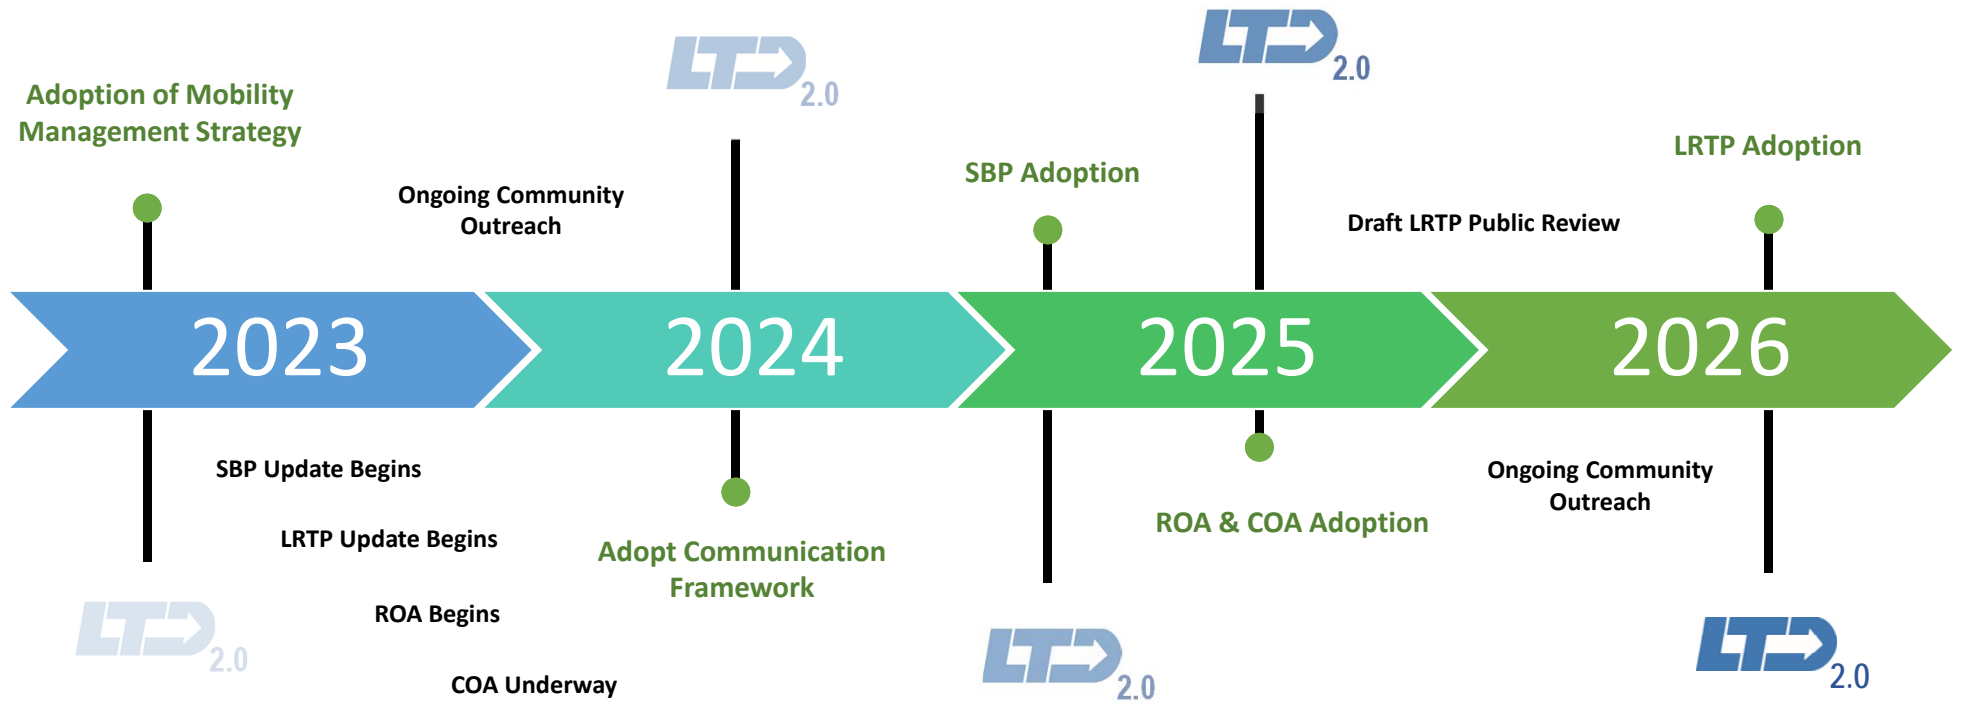 LTD 2.0
LTD 2.0
Adoption of Mobility
Management Strategy
Ongoing Community
Outreach
SBP Adoption
Draft LRTP Public Review
LRTP Adoption
2023
2024
2025
2026
SBP Update Begins
LRTP Update Begins
ROA Begins
COA Underway
Adopt Communication
Framework
ROA & COA Adoption
Ongoing Community
Outreach
LTD 2.0
LTD 2.0
LTD 2.0